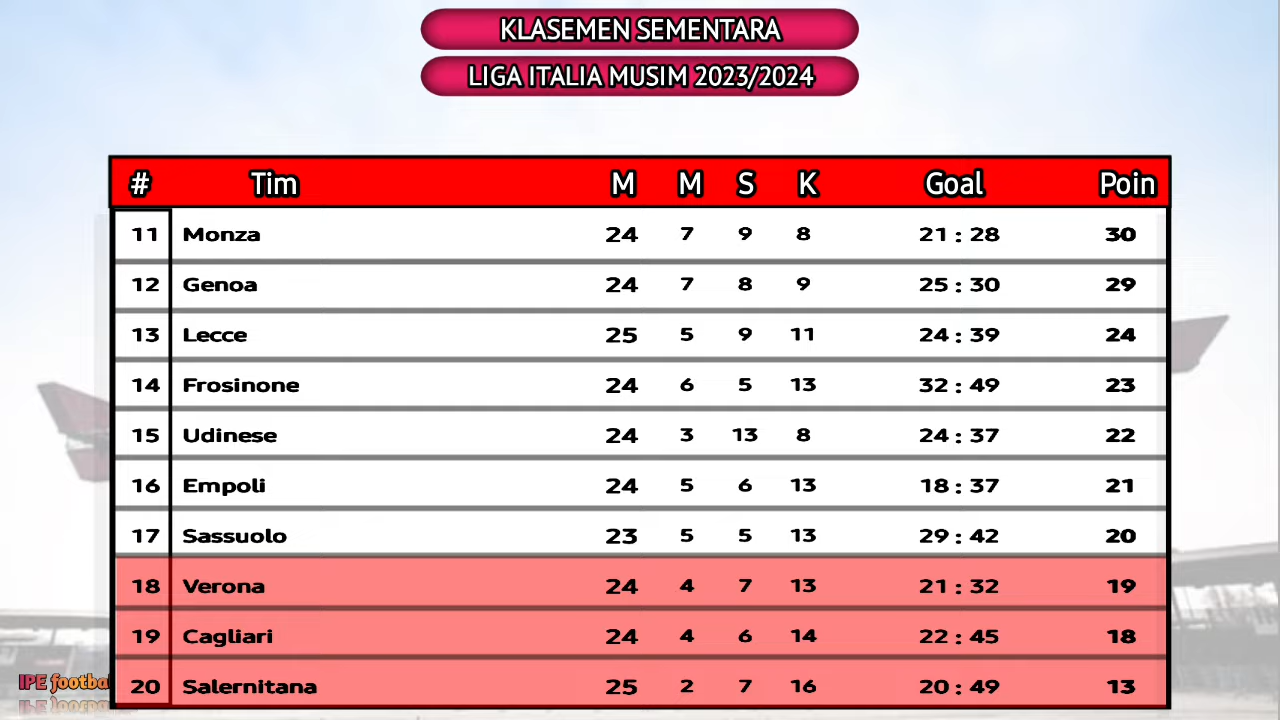 KLASEMEN SEMENTARA
LIGA ITALIA MUSIM 2023/2024
# Tim M M S K Goal Poin
11 Monza 24 7 9 8 21 : 28 30
12 Genoa 24 7 8 9 25 : 30 29
13 Lecce 25 5 9 11 24 : 39 24
14 Frosinone 24 6 5 13 32 : 49 23
15 Udinese 24 3 13 8 24 : 37 22
16 Empoli 24 5 6 13 18 : 37 21
17 Sassuolo 23 5 5 13 29 : 42 20
18 Verona 24 4 7 13 21 : 32 19
19 Cagliari 24 4 6 14 22 : 45 18
20 Salernitana 25 2 7 16 20 : 49 13
IPE